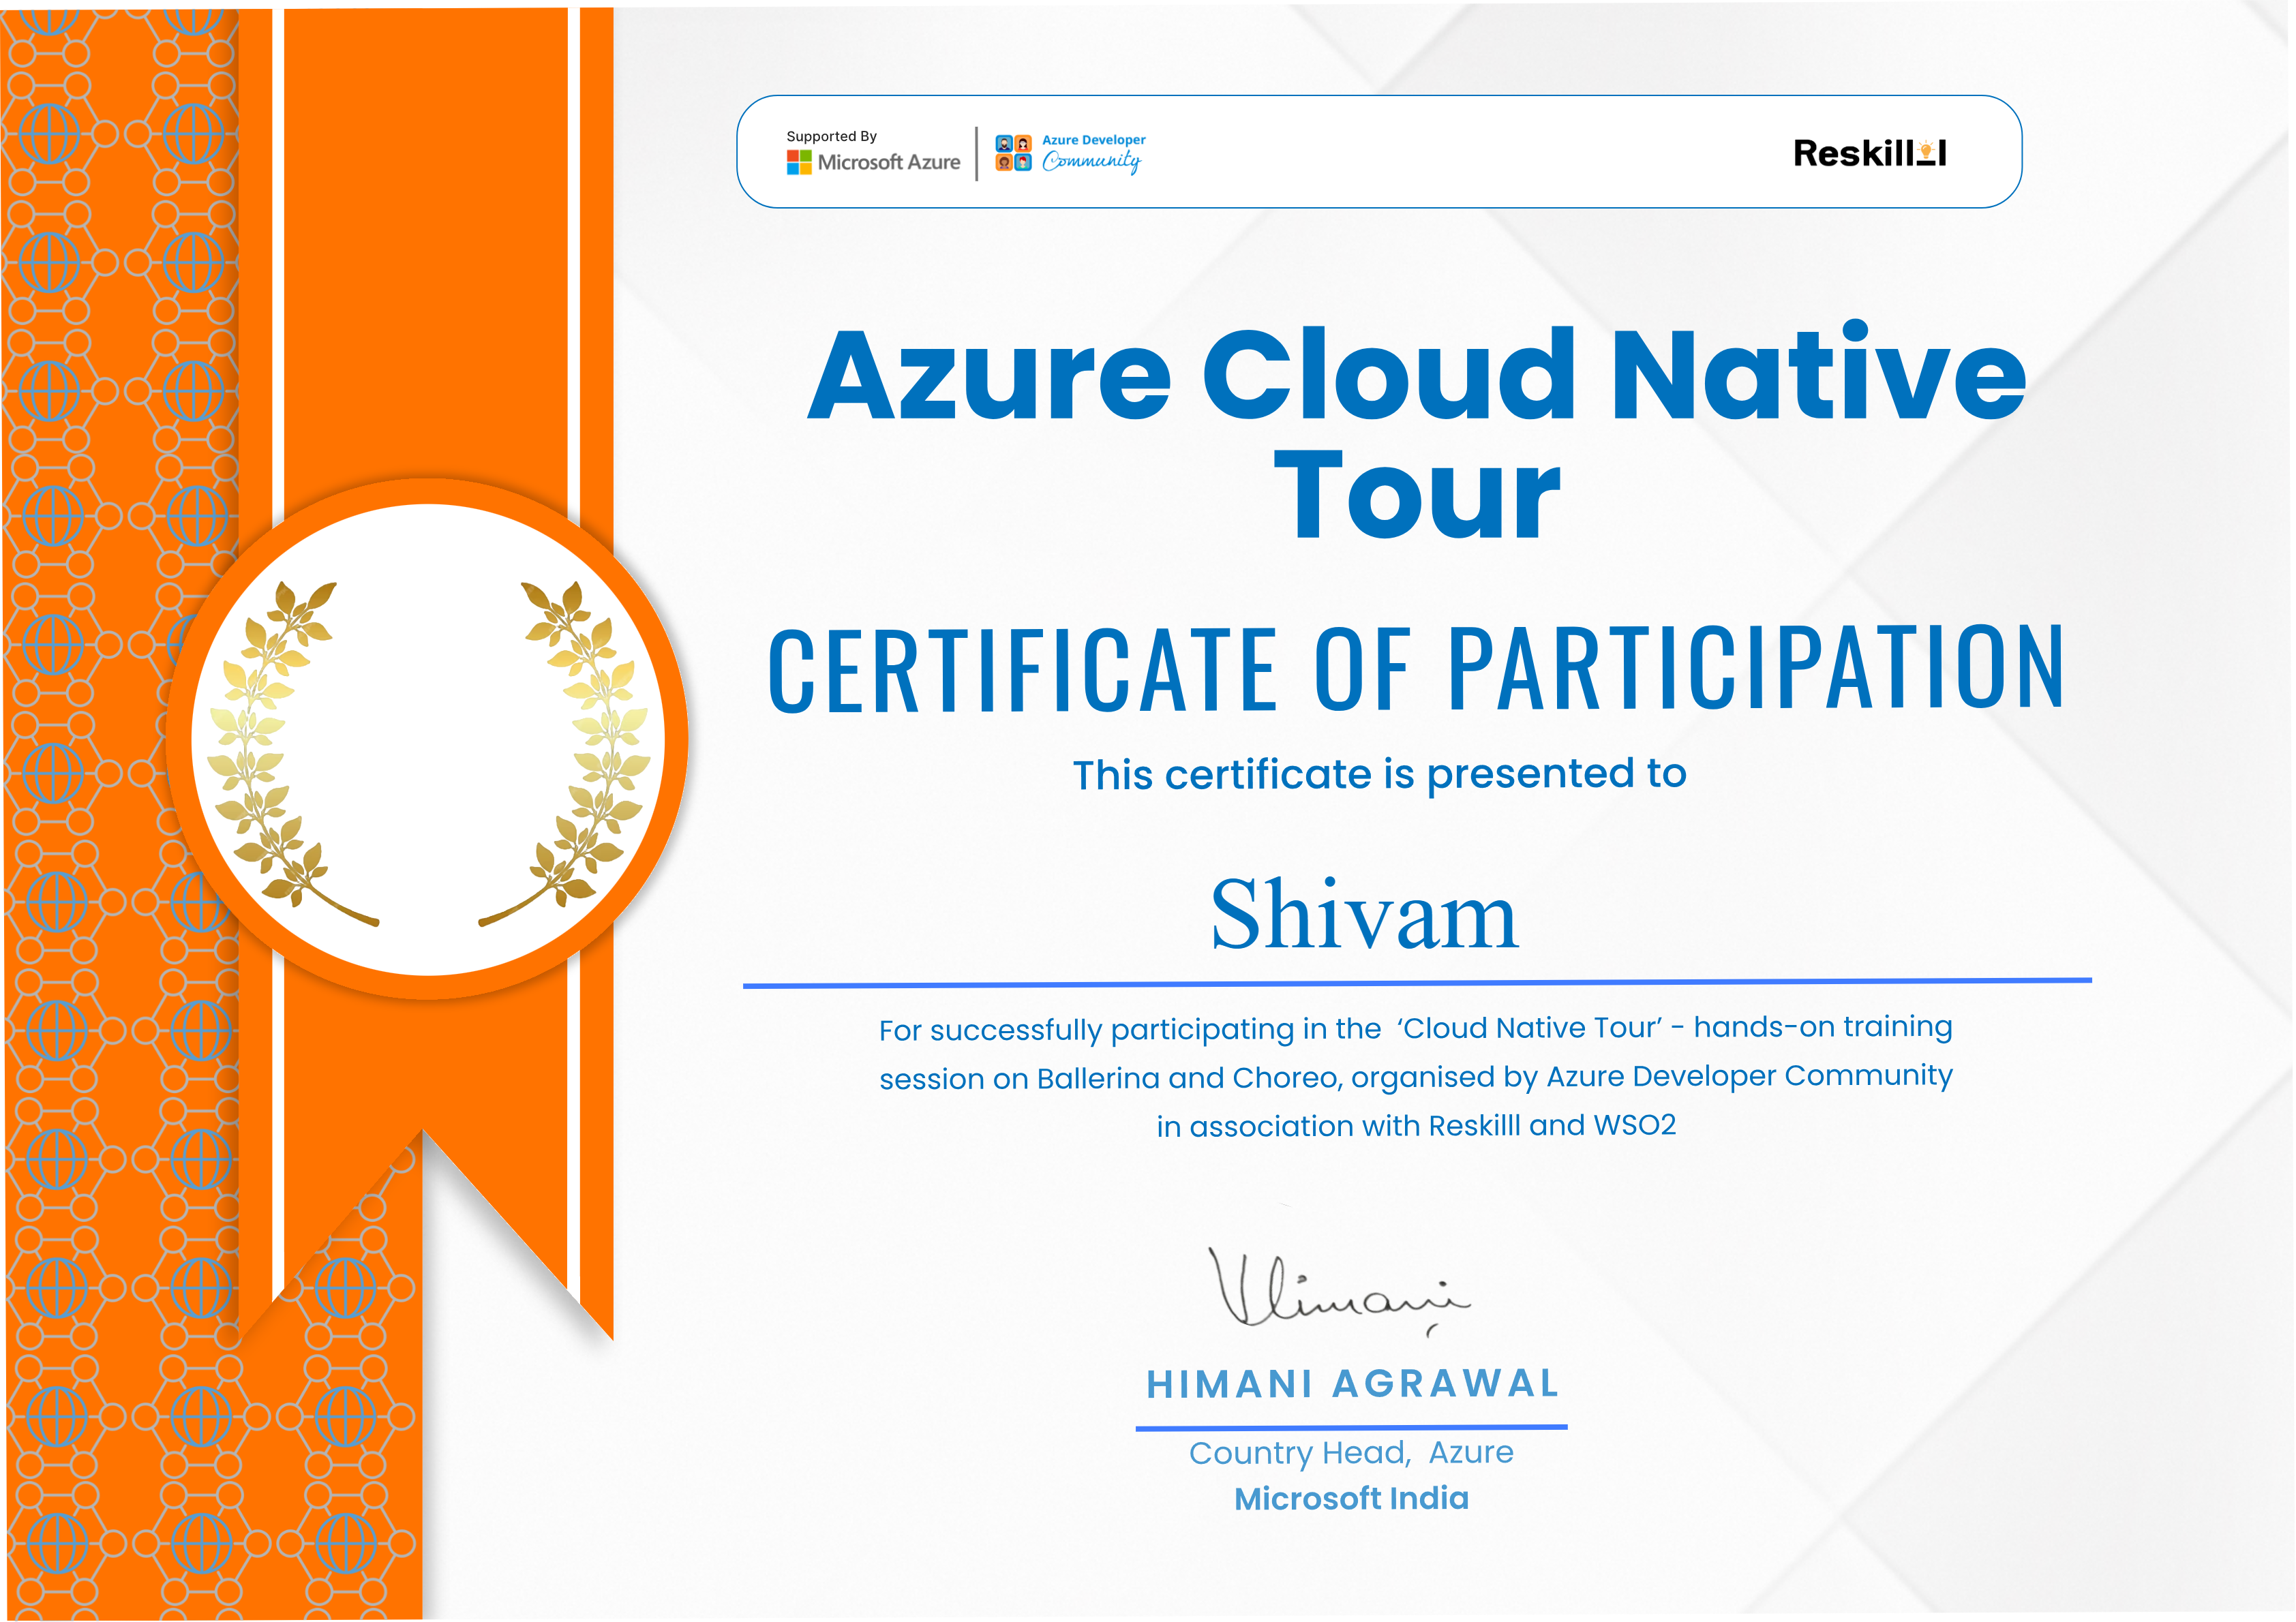 Supported By
Microsoft Azure
Azure Developer
Community
Reskilll
Azure Cloud Native
Tour
CERTIFICATE OF PARTICIPATION
This certificate is presented to
Shivam
For successfully participating in the ‘Cloud Native Tour’ - hands-on training
session on Ballerina and Choreo, organised by Azure Developer Community
in association with Reskilll and WSO2
Himani
HIMANI AGRAWAL
Country Head, Azure
Microsoft India